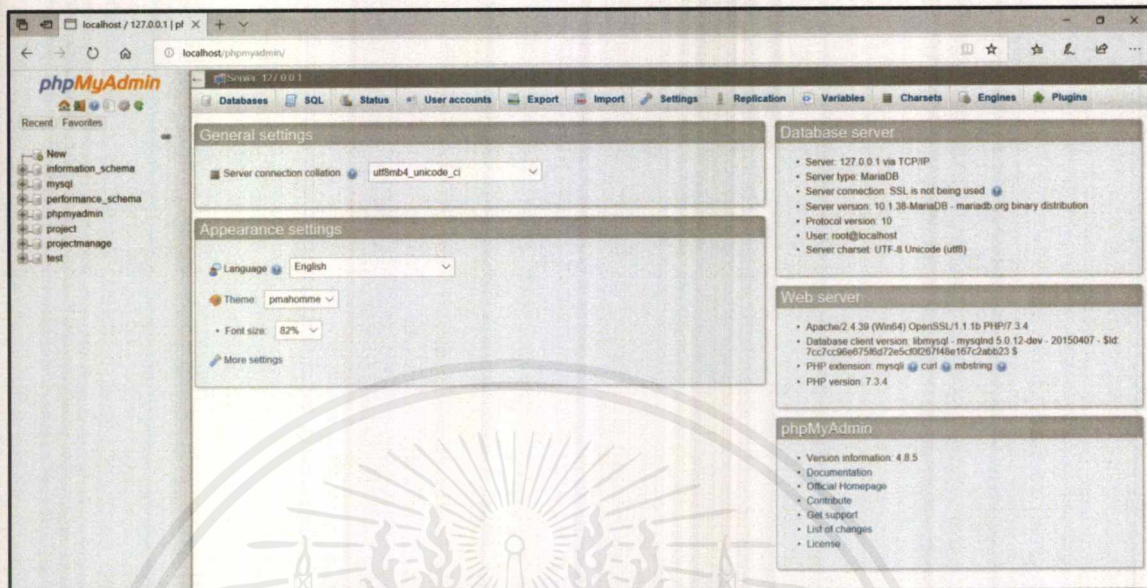 localhost / 127.0.0.1 | pl
localhost/phpmyadmin/
phpMyAdmin
Recent Favorites
New
information_schema
mysql
performance_schema
phpmyadmin
project
projectmanage
test
Server: 127.0.0.1
Databases SQL Status User accounts Export Import Settings Replication Variables Charsets Engines Plugins
General settings
Server connection collation utf8mb4_unicode_ci
Appearance settings
Language English
Theme: pmahomme
• Font size: 82%
More settings
Database server
• Server: 127.0.0.1 via TCP/IP
• Server type: MariaDB
• Server connection: SSL is not being used
• Server version: 10.1.38-MariaDB - mariadb.org binary distribution
• Protocol version: 10
• User: root@localhost
• Server charset: UTF-8 Unicode (utf8)
Web server
• Apache/2.4.39 (Win64) OpenSSL/1.1.1b PHP/7.3.4
• Database client version: libmysql - mysqlnd 5.0.12-dev - 20150407 - $Id:
7cc7cc96e675f6d72e5cf0f267f48e167c2abb23 $
• PHP extension: mysqli curl mbstring
• PHP version: 7.3.4
phpMyAdmin
• Version information: 4.8.5
• Documentation
• Official Homepage
• Contribute
• Get support
• List of changes
• License